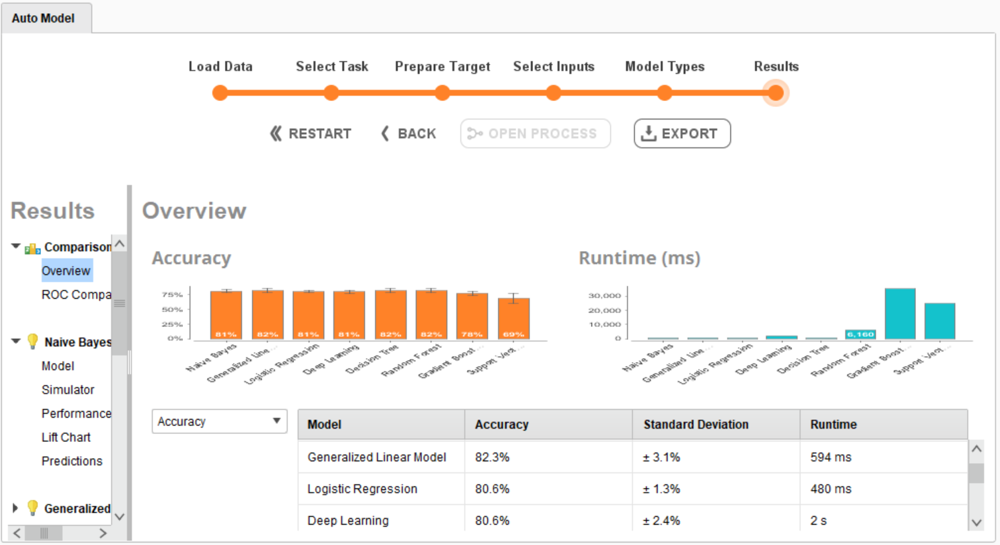 Auto Model
Load Data Select Task Prepare Target Select Inputs Model Types Results
RESTART BACK OPEN PROCESS EXPORT
Results
Comparison
Overview
ROC Compa
Naive Bayes
Model
Simulator
Performance
Lift Chart
Predictions
Generalized
Overview
Accuracy
75%
50%
25%
0%
81% 82% 81% 81% 82% 82% 78% 69%
Naive Bayes Generalized Line... Logistic Regression Deep Learning Decision Tree Random Forest Gradient Boost... Support Vect...
Runtime (ms)
30,000
20,000
10,000
0
6,160
Naive Bayes Generalized Line... Logistic Regression Deep Learning Decision Tree Random Forest Gradient Boost... Support Vect...
Accuracy
Model Accuracy Standard Deviation Runtime
Generalized Linear Model 82.3% ± 3.1% 594 ms
Logistic Regression 80.6% ± 1.3% 480 ms
Deep Learning 80.6% ± 2.4% 2 s